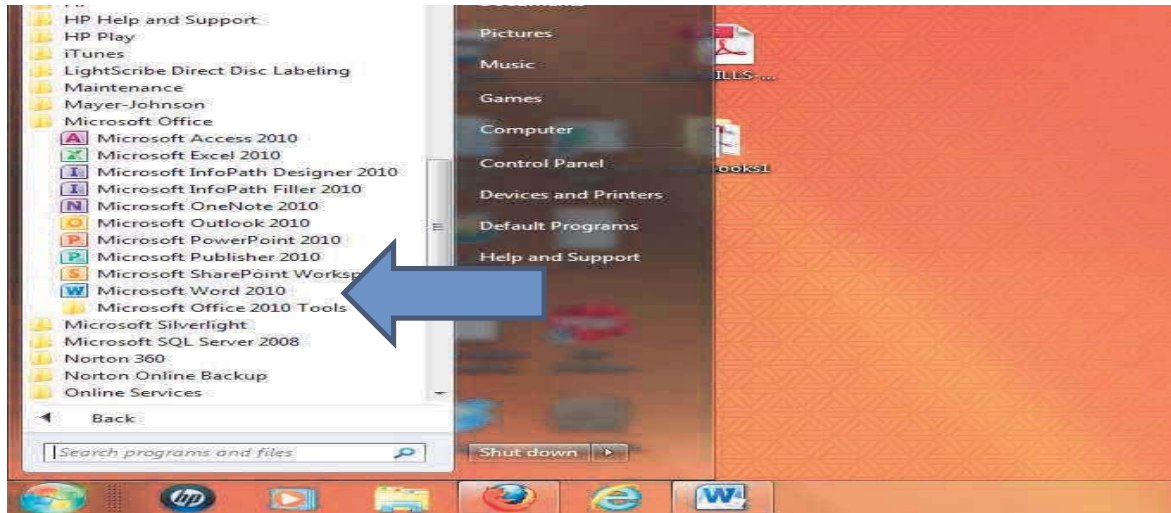 HP Help and Support
HP Play
iTunes
LightScribe Direct Disc Labeling
Maintenance
Mayer-Johnson
Microsoft Office
Microsoft Access 2010
Microsoft Excel 2010
Microsoft InfoPath Designer 2010
Microsoft InfoPath Filler 2010
Microsoft OneNote 2010
Microsoft Outlook 2010
Microsoft PowerPoint 2010
Microsoft Publisher 2010
Microsoft SharePoint Worksp
Microsoft Word 2010
Microsoft Office 2010 Tools
Microsoft Silverlight
Microsoft SQL Server 2008
Norton 360
Norton Online Backup
Online Services
Back
Search programs and files
Pictures
Music
Games
Computer
Control Panel
Devices and Printers
Default Programs
Help and Support
Shut down
ILLS-...
ooks1
hp
W